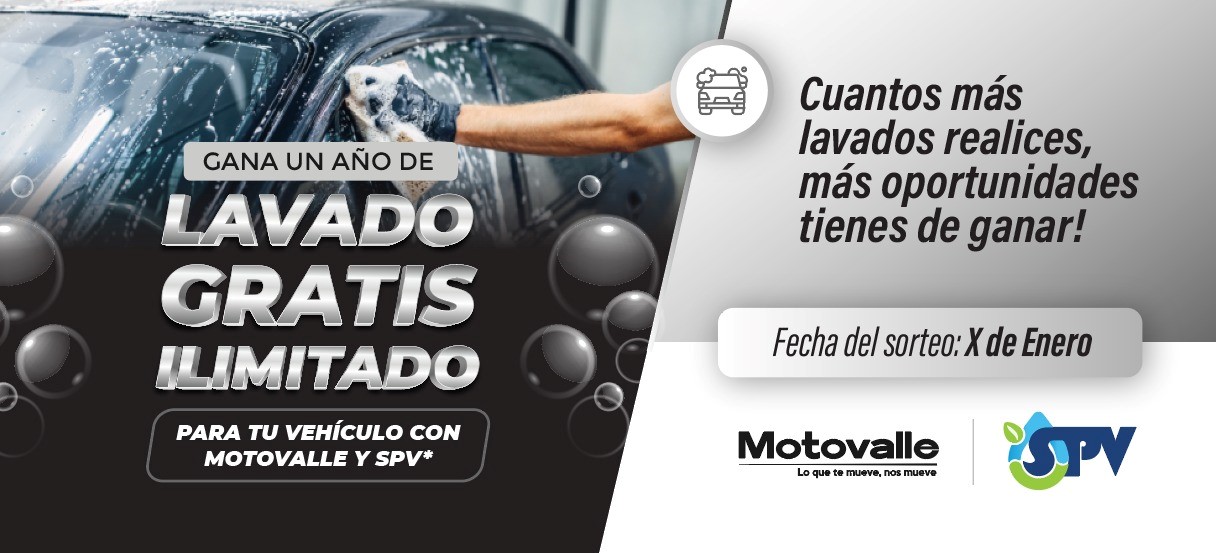 GANA UN AÑO DE
LAVADO
GRATIS
ILIMITADO
PARA TU VEHÍCULO CON
MOTOVALLE Y SPV*
Cuantos más
lavados realices,
más oportunidades
tienes de ganar!
Fecha del sorteo: X de Enero
Motovalle
Lo que te mueve, nos mueve
SPV